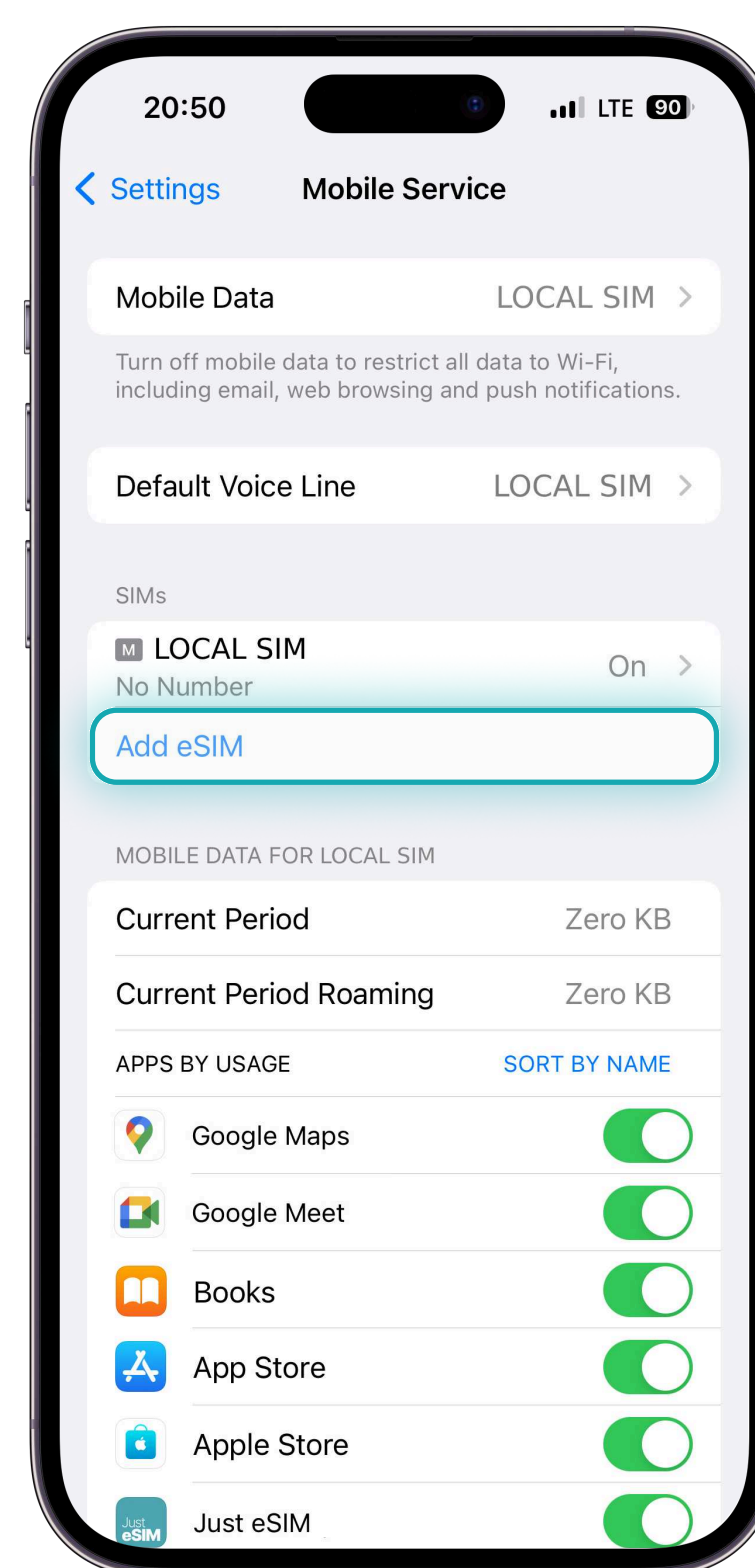 20:50 LTE 90
Settings Mobile Service
Mobile Data LOCAL SIM
Turn off mobile data to restrict all data to Wi-Fi,
including email, web browsing and push notifications.
Default Voice Line LOCAL SIM
SIMs
M LOCAL SIM
On
No Number
Add eSIM
MOBILE DATA FOR LOCAL SIM
Current Period Zero KB
Current Period Roaming Zero KB
APPS BY USAGE SORT BY NAME
Google Maps
Google Meet
Books
App Store
Apple Store
Just
eSIM Just eSIM